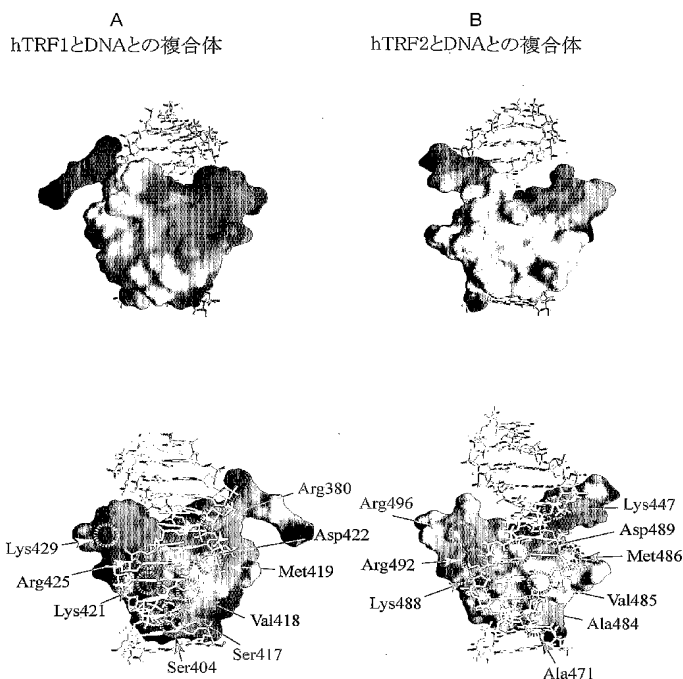 A
hTRF1とDNAとの複合体
B
hTRF2とDNAとの複合体
Arg380
Asp422
Met419
Val418
Ser417
Ser404
Lys421
Arg425
Lys429
Lys447
Asp489
Met486
Val485
Ala484
Ala471
Lys488
Arg492
Arg496